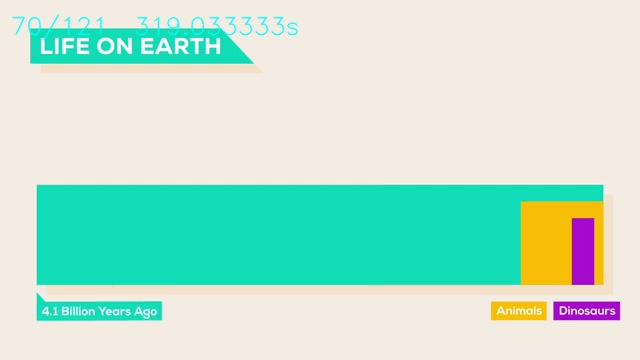 70/121 319.033333s
LIFE ON EARTH
4.1 Billion Years Ago
Animals
Dinosaurs